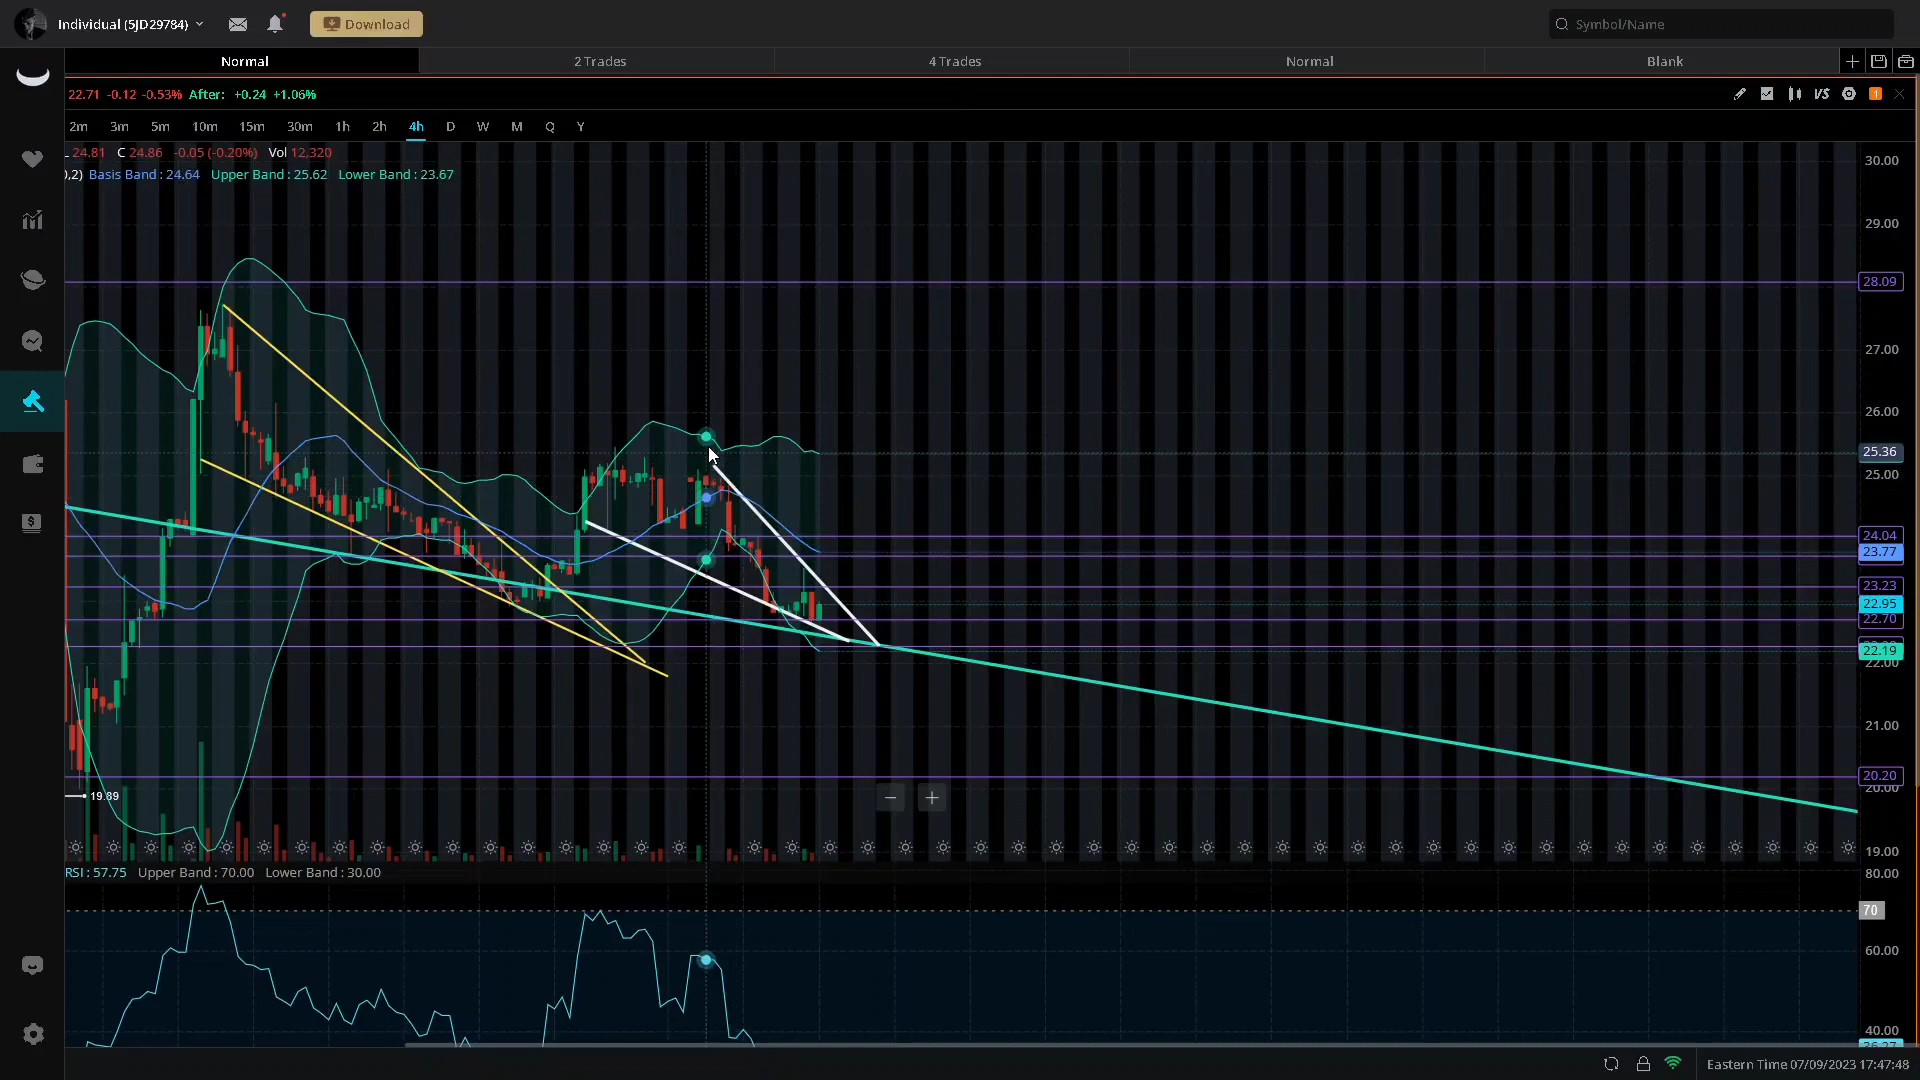 Individual (5JD29784)
Download
Symbol/Name
Normal 2 Trades 4 Trades Normal Blank
22.71 -0.12 -0.53% After: +0.24 +1.06%
VS
1
2m 3m 5m 10m 15m 30m 1h 2h 4h D W M Q Y
L 24.81 C 24.86 -0.05 (-0.20%) Vol 12,320
0,2) Basis Band : 24.64 Upper Band : 25.62 Lower Band : 23.67
30.00
29.00
28.09
27.00
26.00
25.36
25.00
24.04
23.77
23.23
22.95
22.70
22.19
22.00
21.00
20.20
20.00
19.89
− +
19.00
RSI : 57.75 Upper Band : 70.00 Lower Band : 30.00
80.00
70
60.00
40.00
36.27
Eastern Time 07/09/2023 17:47:48